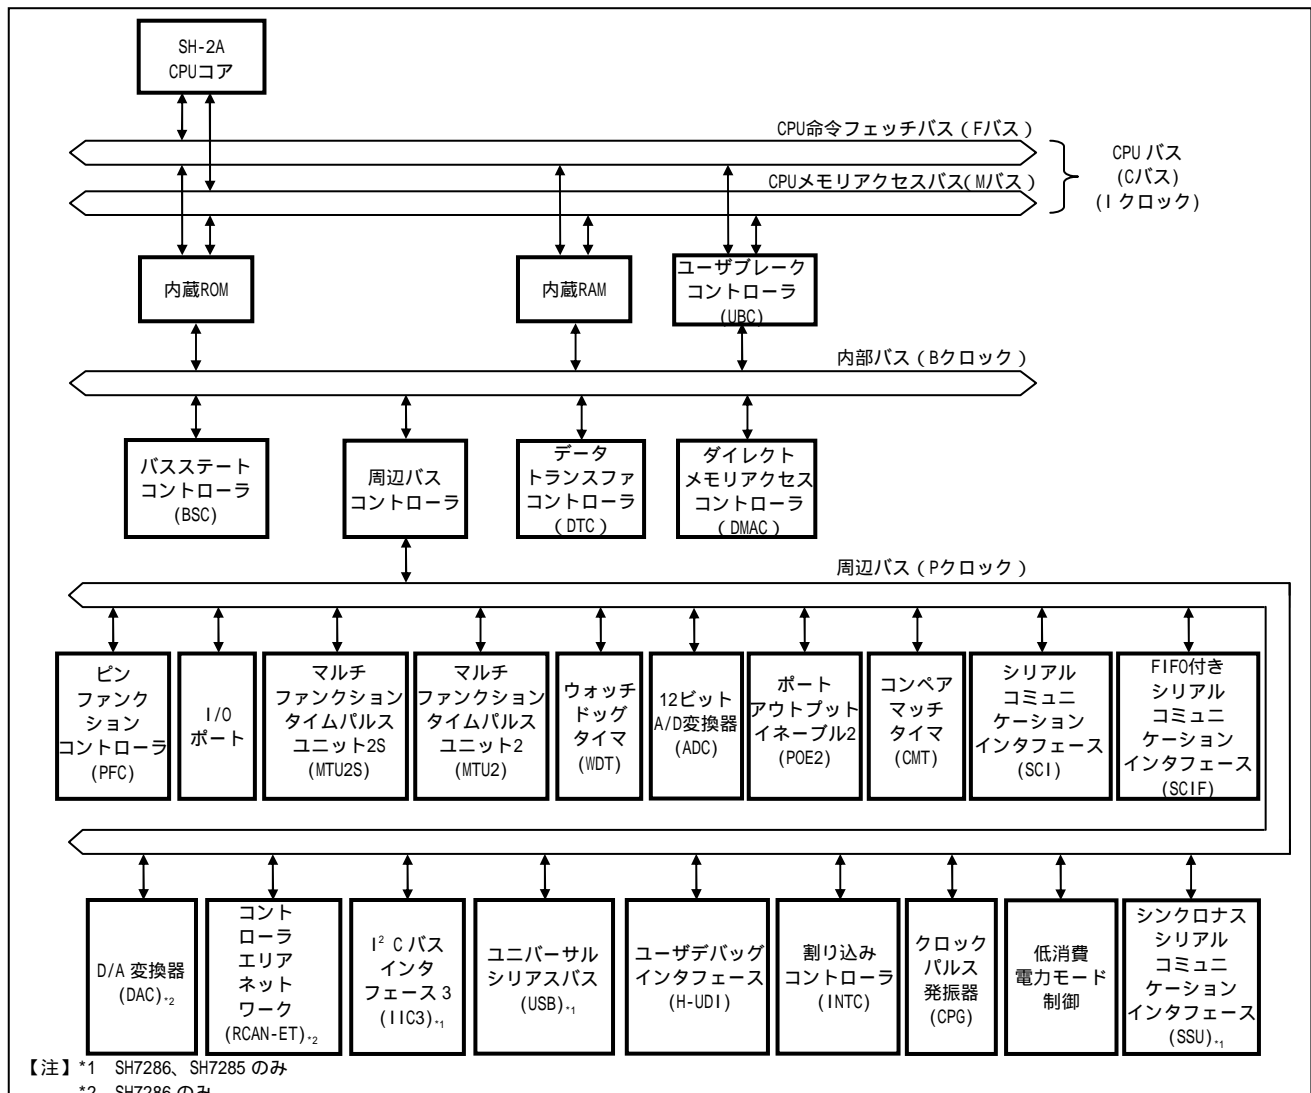 SH-2A
CPUコア
CPU命令フェッチバス(Fバス)
CPUメモリアクセスバス(Mバス)
CPU バス
(Cバス)
(I クロック)
内蔵ROM
内蔵RAM
ユーザブレーク
コントローラ
(UBC)
内部バス(Bクロック)
バスステート
コントローラ
(BSC)
周辺バス
コントローラ
データ
トランスファ
コントローラ
(DTC)
ダイレクト
メモリアクセス
コントローラ
(DMAC)
周辺バス(Pクロック)
ピン
ファンク
ション
コントローラ
(PFC)
I/O
ポート
マルチ
ファンクション
タイムパルス
ユニット2S
(MTU2S)
マルチ
ファンクション
タイムパルス
ユニット2
(MTU2)
ウォッチ
ドッグ
タイマ
(WDT)
12ビット
A/D変換器
(ADC)
ポート
アウトプット
イネーブル2
(POE2)
コンペア
マッチ
タイマ
(CMT)
シリアル
コミュニ
ケーション
インタフェース
(SCI)
FIFO付き
シリアル
コミュニ
ケーション
インタフェース
(SCIF)
D/A 変換器
(DAC)*2
コント
ローラ
エリア
ネット
ワーク
(RCAN-ET)*2
I² C バス
インタ
フェース 3
(IIC3)*1
ユニバーサル
シリアスバス
(USB)*1
ユーザデバッグ
インタフェース
(H-UDI)
割り込み
コントローラ
(INTC)
クロック
パルス
発振器
(CPG)
低消費
電力モード
制御
シンクロナス
シリアル
コミュニ
ケーション
インタフェース
(SSU)*1
【注】*1 SH7286、SH7285 のみ
*2 SH7286 のみ